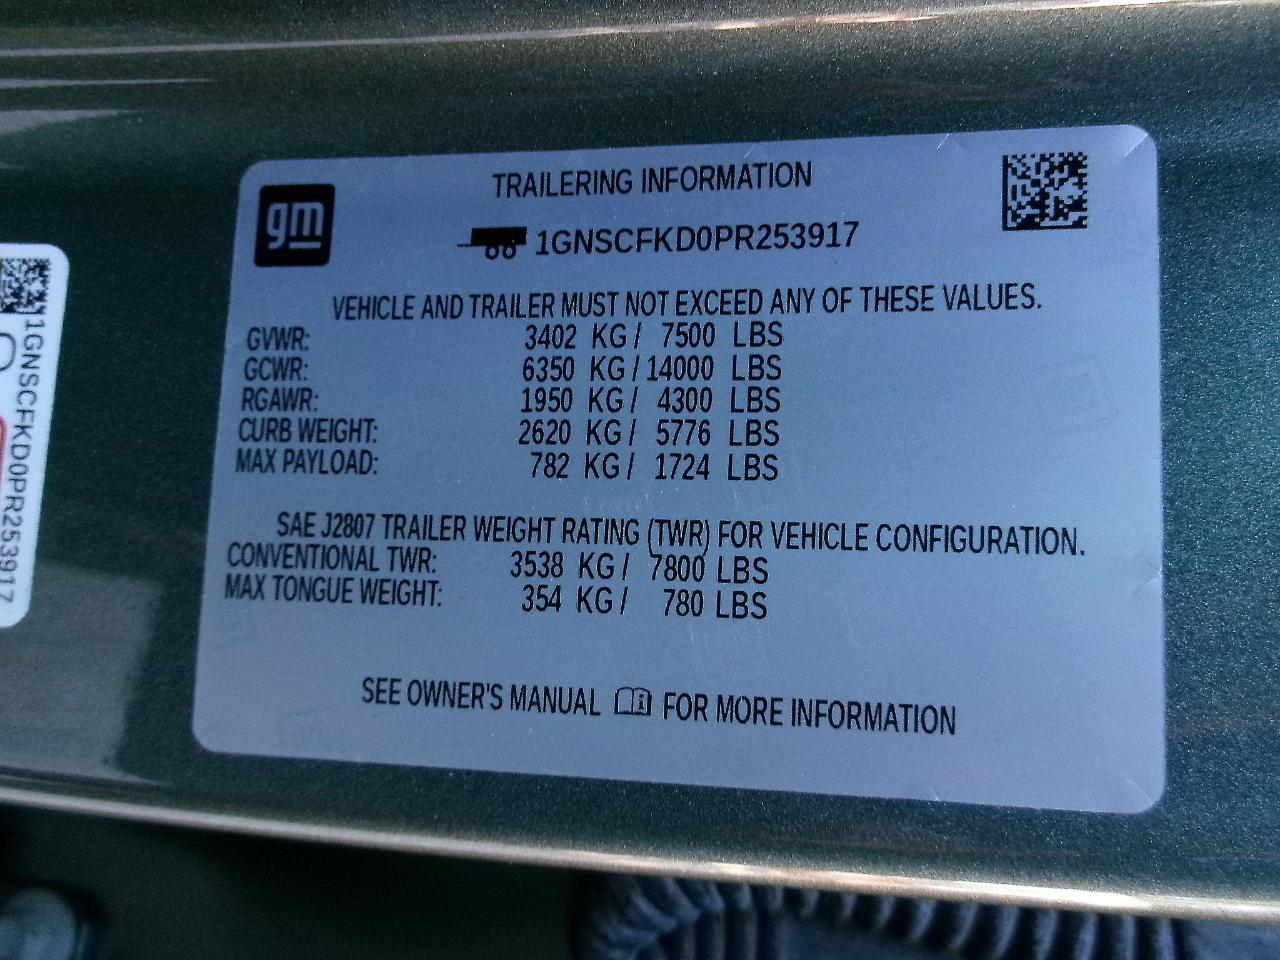 gm
TRAILERING INFORMATION
1GNSCFKD0PR253917
VEHICLE AND TRAILER MUST NOT EXCEED ANY OF THESE VALUES.
GVWR: 3402 KG / 7500 LBS
GCWR: 6350 KG / 14000 LBS
RGAWR: 1950 KG / 4300 LBS
CURB WEIGHT: 2620 KG / 5776 LBS
MAX PAYLOAD: 782 KG / 1724 LBS
SAE J2807 TRAILER WEIGHT RATING (TWR) FOR VEHICLE CONFIGURATION.
CONVENTIONAL TWR: 3538 KG / 7800 LBS
MAX TONGUE WEIGHT: 354 KG / 780 LBS
SEE OWNER'S MANUAL FOR MORE INFORMATION
1GNSCFKD0PR253917